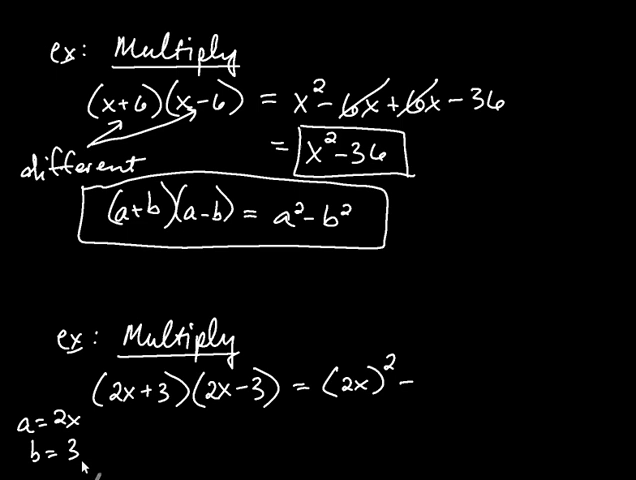 ex: Multiply
(x+6)(x-6) = x² - 6x + 6x - 36
= x² - 36
different
(a+b)(a-b) = a² - b²
ex: Multiply
(2x+3)(2x-3) = (2x)² -
a = 2x
b = 3